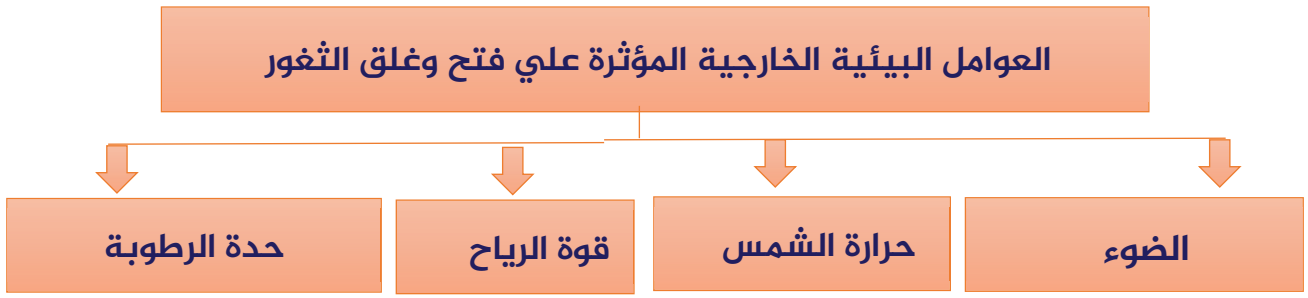 العوامل البيئية الخارجية المؤثرة علي فتح وغلق الثغور
الضوء
حرارة الشمس
قوة الرياح
حدة الرطوبة